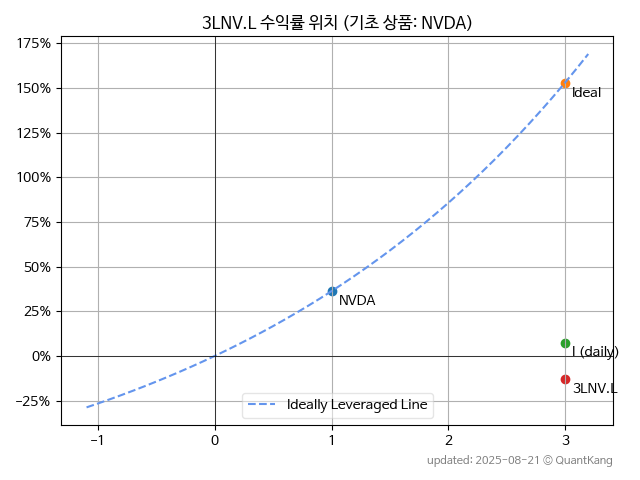 3LNV.L 수익률 위치 (기초 상품: NVDA)
175%
150%
125%
100%
75%
50%
25%
0%
−25%
Ideal
NVDA
I (daily)
3LNV.L
Ideally Leveraged Line
−1
0
1
2
3
updated: 2025-08-21 © QuantKang